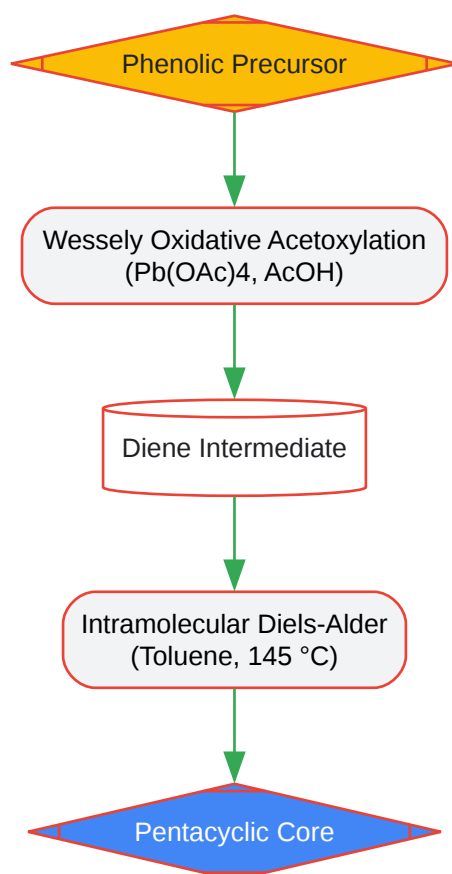 Phenolic Precursor
Wessely Oxidative Acetoxylation
(Pb(OAc)4, AcOH)
Diene Intermediate
Intramolecular Diels-Alder
(Toluene, 145 °C)
Pentacyclic Core